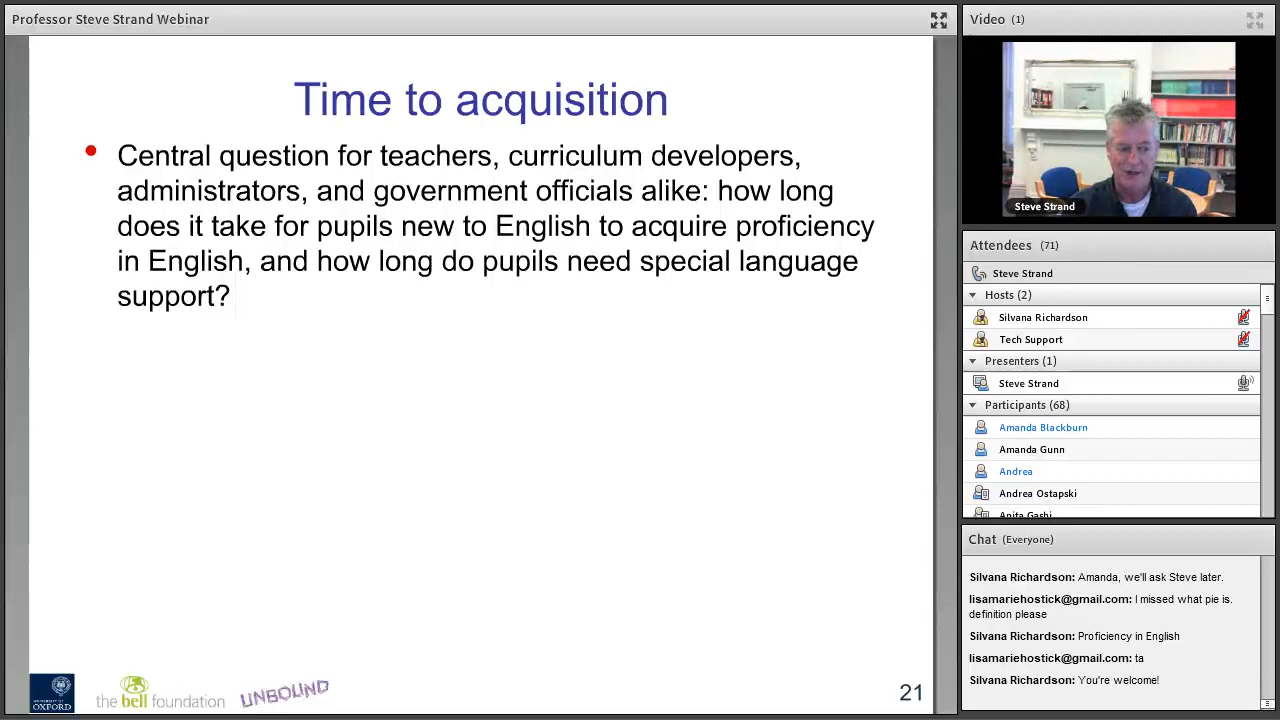 Professor Steve Strand Webinar
Time to acquisition
Central question for teachers, curriculum developers,
administrators, and government officials alike: how long
does it take for pupils new to English to acquire proficiency
in English, and how long do pupils need special language
support?
UNIVERSITY OF
OXFORD
the bell foundation
UNBOUND
21
Video (1)
Steve Strand
Attendees (71)
Steve Strand
Hosts (2)
Silvana Richardson
Tech Support
Presenters (1)
Steve Strand
Participants (68)
Amanda Blackburn
Amanda Gunn
Andrea
Andrea Ostapski
Anita Gashi
Chat (Everyone)
Silvana Richardson: Amanda, we'll ask Steve later.
lisamariehostick@gmail.com: I missed what pie is.
definition please
Silvana Richardson: Proficiency in English
lisamariehostick@gmail.com: ta
Silvana Richardson: You're welcome!